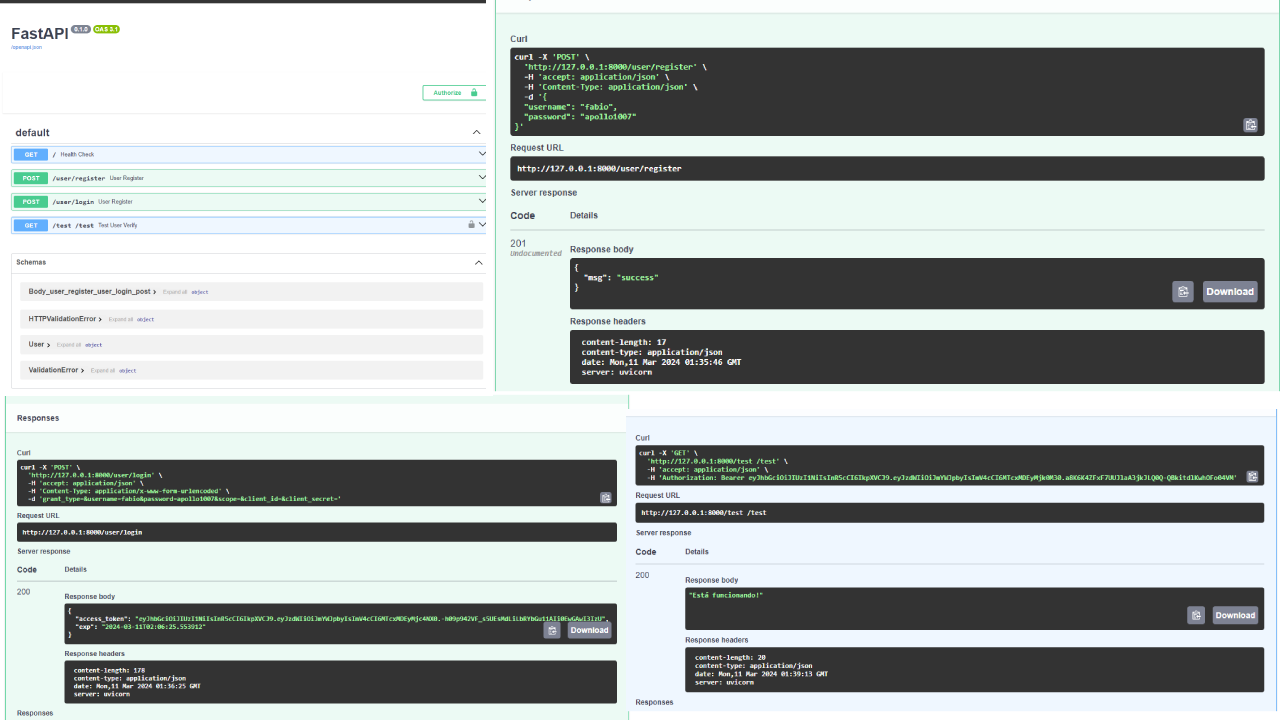 FastAPI 0.1.0 OAS 3.1
/openapi.json
Authorize
default
GET / Health Check
POST /user/register User Register
POST /user/login User Register
GET /test /test Test User Verify
Schemas
Body_user_register_user_login_post > Expand all object
HTTPValidationError > Expand all object
User > Expand all object
ValidationError > Expand all object
Curl
curl -X 'POST' \
'http://127.0.0.1:8000/user/register' \
-H 'accept: application/json' \
-H 'Content-Type: application/json' \
-d '{
"username": "fabio",
"password": "apollo1007"
}'
Request URL
http://127.0.0.1:8000/user/register
Server response
Code Details
201
Undocumented
Response body
{
"msg": "success"
}
Download
Response headers
content-length: 17
content-type: application/json
date: Mon,11 Mar 2024 01:35:46 GMT
server: uvicorn
Responses
Curl
curl -X 'POST' \
'http://127.0.0.1:8000/user/login' \
-H 'accept: application/json' \
-H 'Content-Type: application/x-www-form-urlencoded' \
-d 'grant_type=&username=fabio&password=apollo1007&scope=&client_id=&client_secret='
Request URL
http://127.0.0.1:8000/user/login
Server response
Code Details
200
Response body
{
"access_token":
"exp": "2024-03-11T02:06:25.553912"
}
Download
Response headers
content-length: 178
content-type: application/json
date: Mon,11 Mar 2024 01:36:25 GMT
server: uvicorn
Responses
Curl
curl -X 'GET' \
'http://127.0.0.1:8000/test /test' \
-H 'accept: application/json' \
-H 'Authorization: Bearer
Request URL
http://127.0.0.1:8000/test /test
Server response
Code Details
200
Response body
"Está funcionando!"
Download
Response headers
content-length: 20
content-type: application/json
date: Mon,11 Mar 2024 01:39:13 GMT
server: uvicorn
Responses